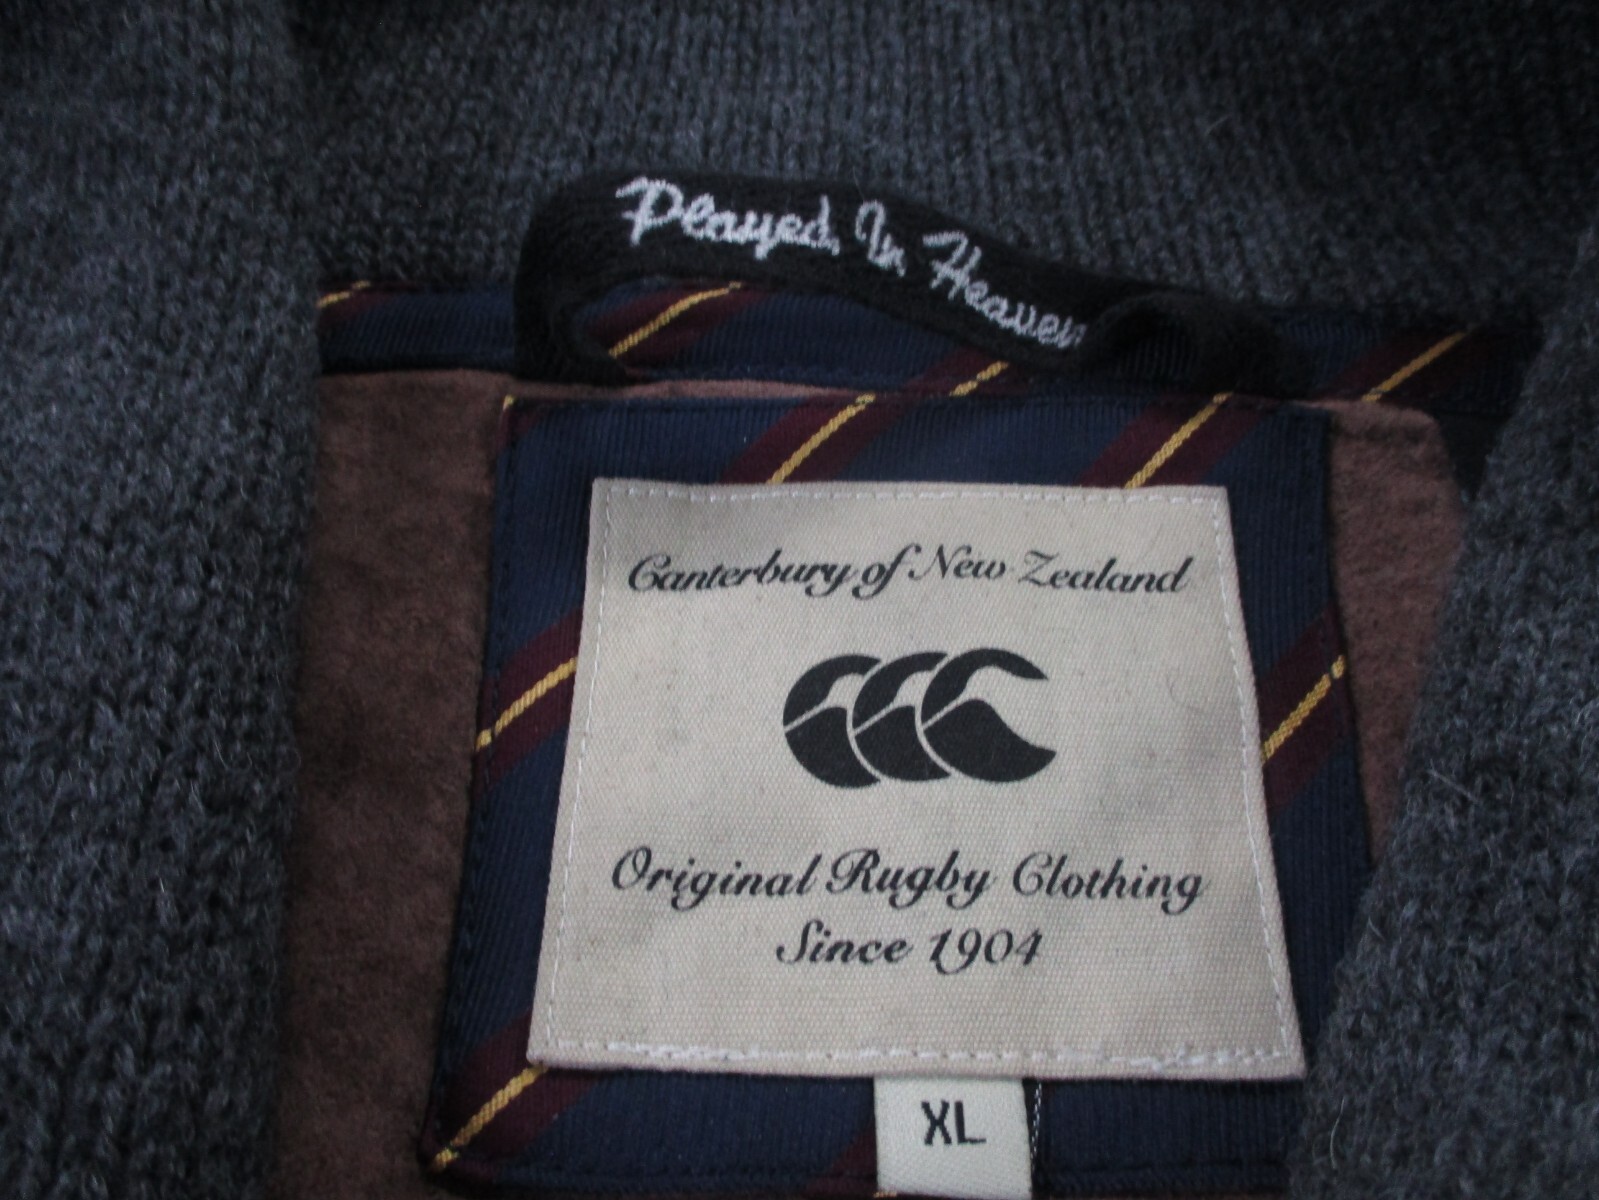 Played In Heaven
Canterbury of New Zealand
Original Rugby Clothing
Since 1904
XL